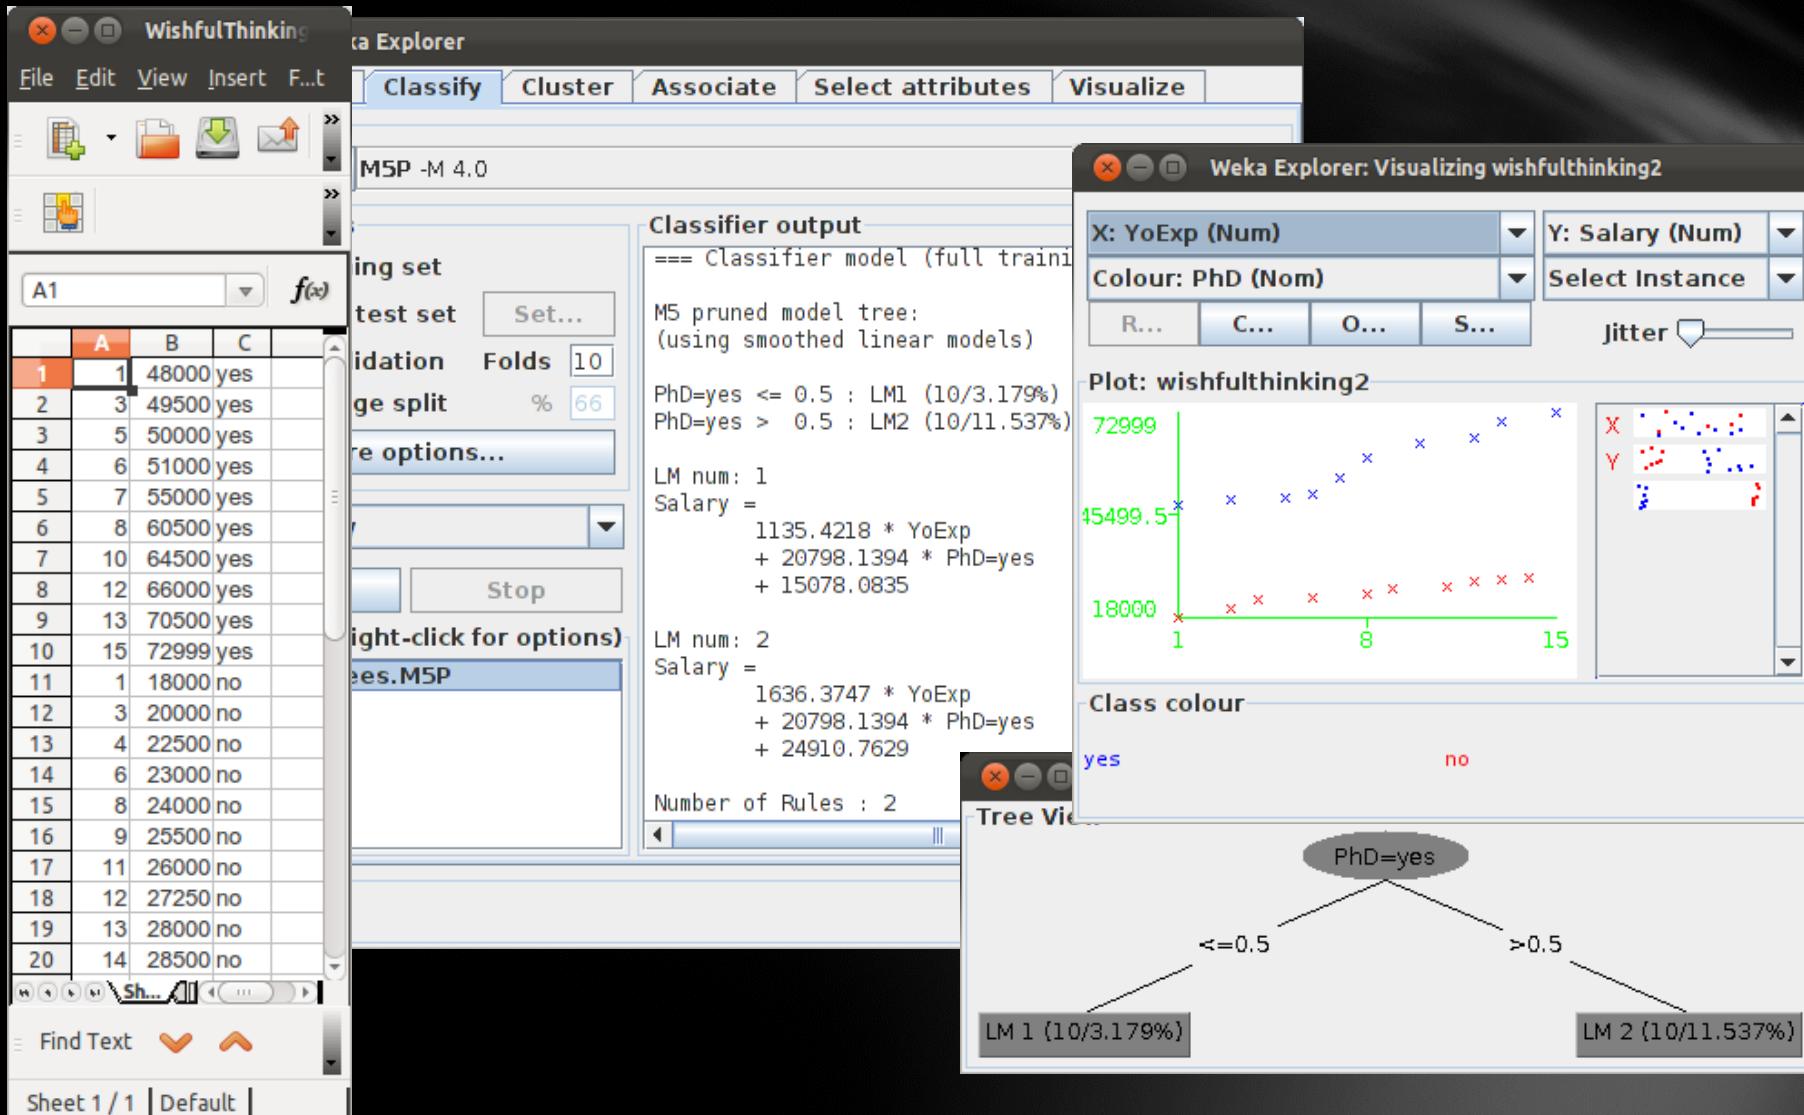 WishfulThinking
File Edit View Insert F...t
A1 f(x)
A B C
1 1 48000 yes
2 3 49500 yes
3 5 50000 yes
4 6 51000 yes
5 7 55000 yes
6 8 60500 yes
7 10 64500 yes
8 12 66000 yes
9 13 70500 yes
10 15 72999 yes
11 1 18000 no
12 3 20000 no
13 4 22500 no
14 6 23000 no
15 8 24000 no
16 9 25500 no
17 11 26000 no
18 12 27250 no
19 13 28000 no
20 14 28500 no
Sh...
Find Text
Sheet 1 / 1 Default
ka Explorer
Classify Cluster Associate Select attributes Visualize
M5P -M 4.0
ing set
test set Set...
idation Folds 10
ge split % 66
re options...
Stop
ight-click for options)
ees.M5P
Classifier output
=== Classifier model (full traini
M5 pruned model tree:
(using smoothed linear models)
PhD=yes <= 0.5 : LM1 (10/3.179%)
PhD=yes > 0.5 : LM2 (10/11.537%)
LM num: 1
Salary =
1135.4218 * YoExp
+ 20798.1394 * PhD=yes
+ 15078.0835
LM num: 2
Salary =
1636.3747 * YoExp
+ 20798.1394 * PhD=yes
+ 24910.7629
Number of Rules : 2
Weka Explorer: Visualizing wishfulthinking2
X: YoExp (Num) Y: Salary (Num)
Colour: PhD (Nom) Select Instance
R... C... O... S... Jitter
Plot: wishfulthinking2
72999
45499.5
18000
1 8 15
X
Y
Class colour
yes no
Tree View
PhD=yes
<=0.5 >0.5
LM 1 (10/3.179%) LM 2 (10/11.537%)